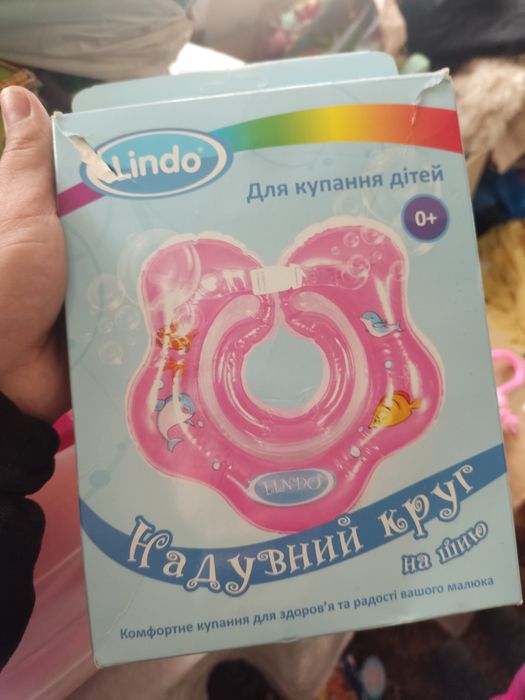 Lindo®
Для купання дітей
0+
LINDO
Надувний круг
на шию
Комфортне купання для здоров'я та радості вашого малюка